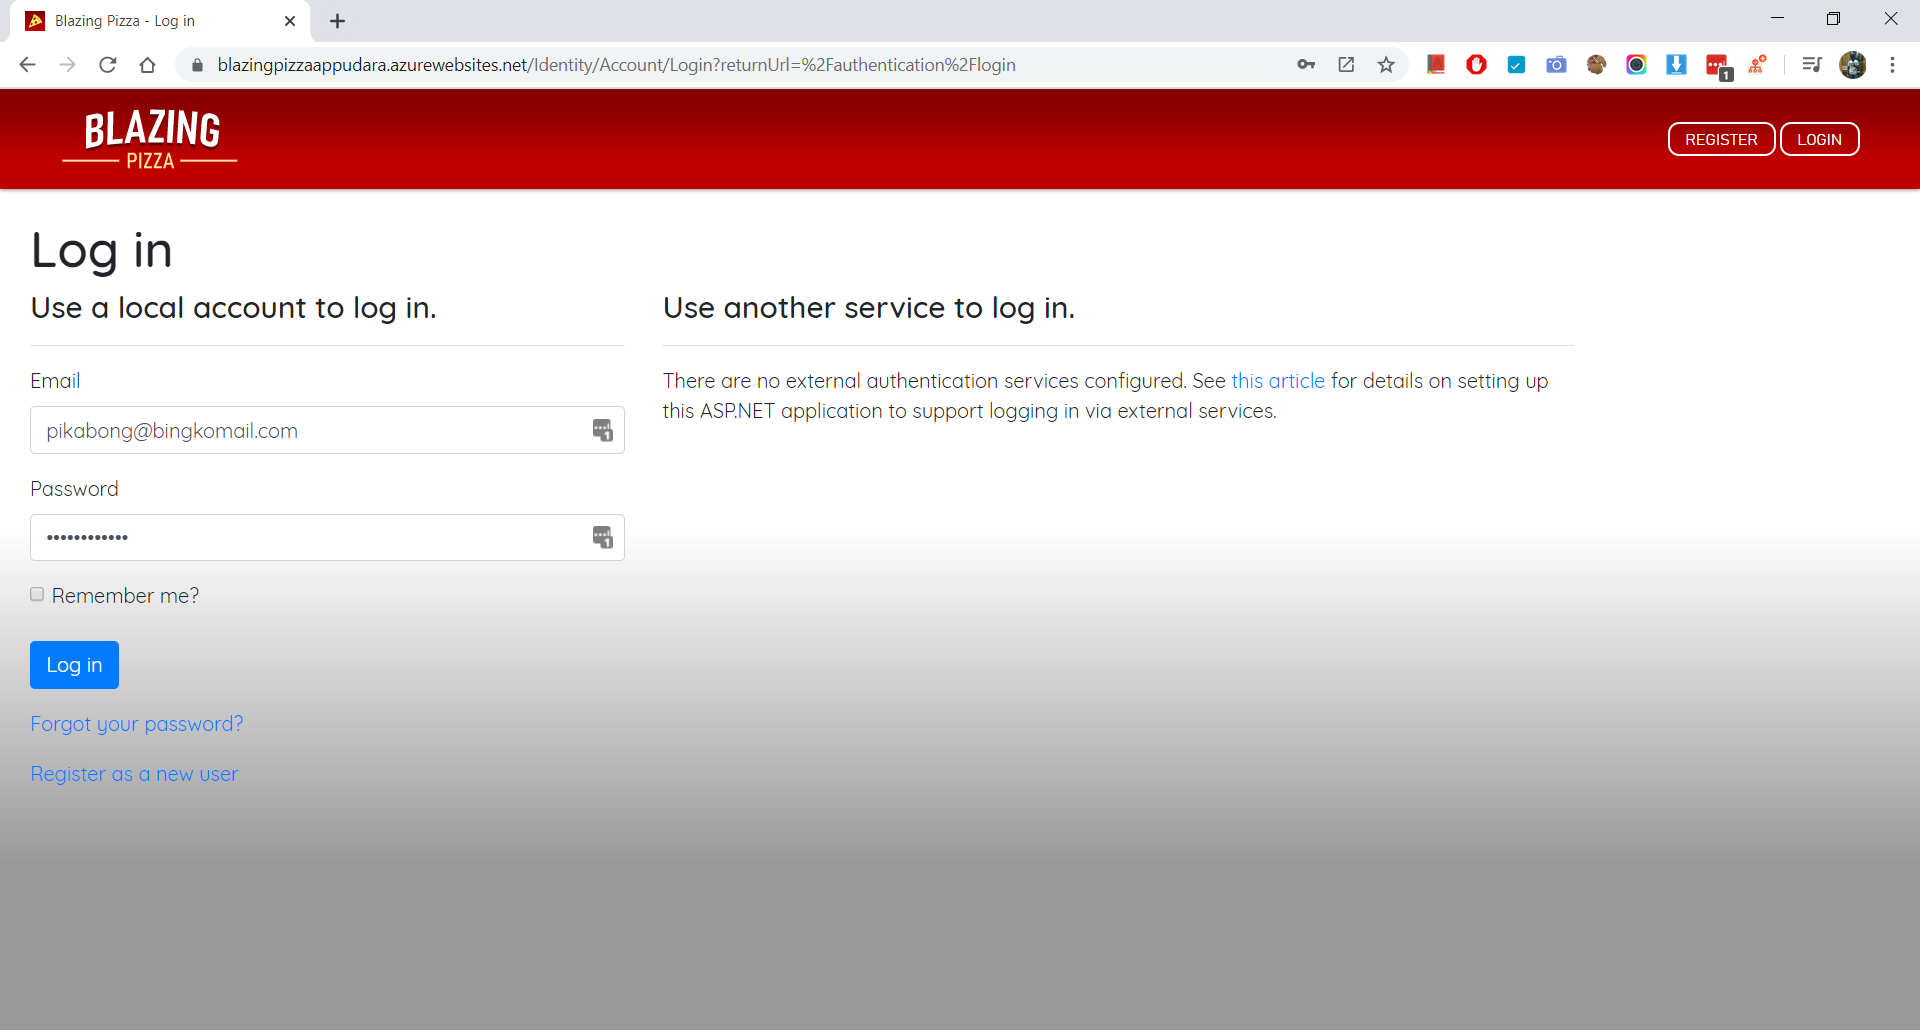 Blazing Pizza - Log in
blazingpizzaappudara.azurewebsites.net/Identity/Account/Login?returnUrl=%2Fauthentication%2Flogin
1
BLAZING
PIZZA
REGISTER
LOGIN
Log in
Use a local account to log in.
Email
pikabong@bingkomail.com
1
Password
••••••••••••
1
Remember me?
Log in
Forgot your password?
Register as a new user
Use another service to log in.
There are no external authentication services configured. See this article for details on setting up
this ASP.NET application to support logging in via external services.